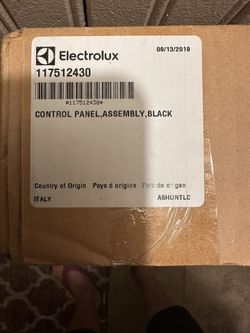 Electrolux 09/13/2019
117512430
*117512430*
CONTROL PANEL,ASSEMBLY,BLACK
Country of Origin Pays d origine País de origen
ITALY ASHUNTLC